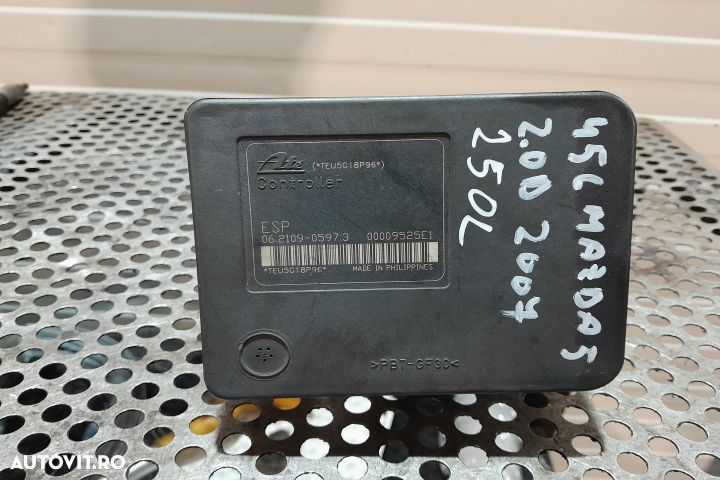 Ate (*TEU5G18P96*)
Controller
ESP
06.2109-0597.3 00009525E1
*TEU5G18P96* MADE IN PHILIPPINES
>PBT-GF30<
456 MAZDA 5
2.0D 2007
250L
AUTOVIT.RO